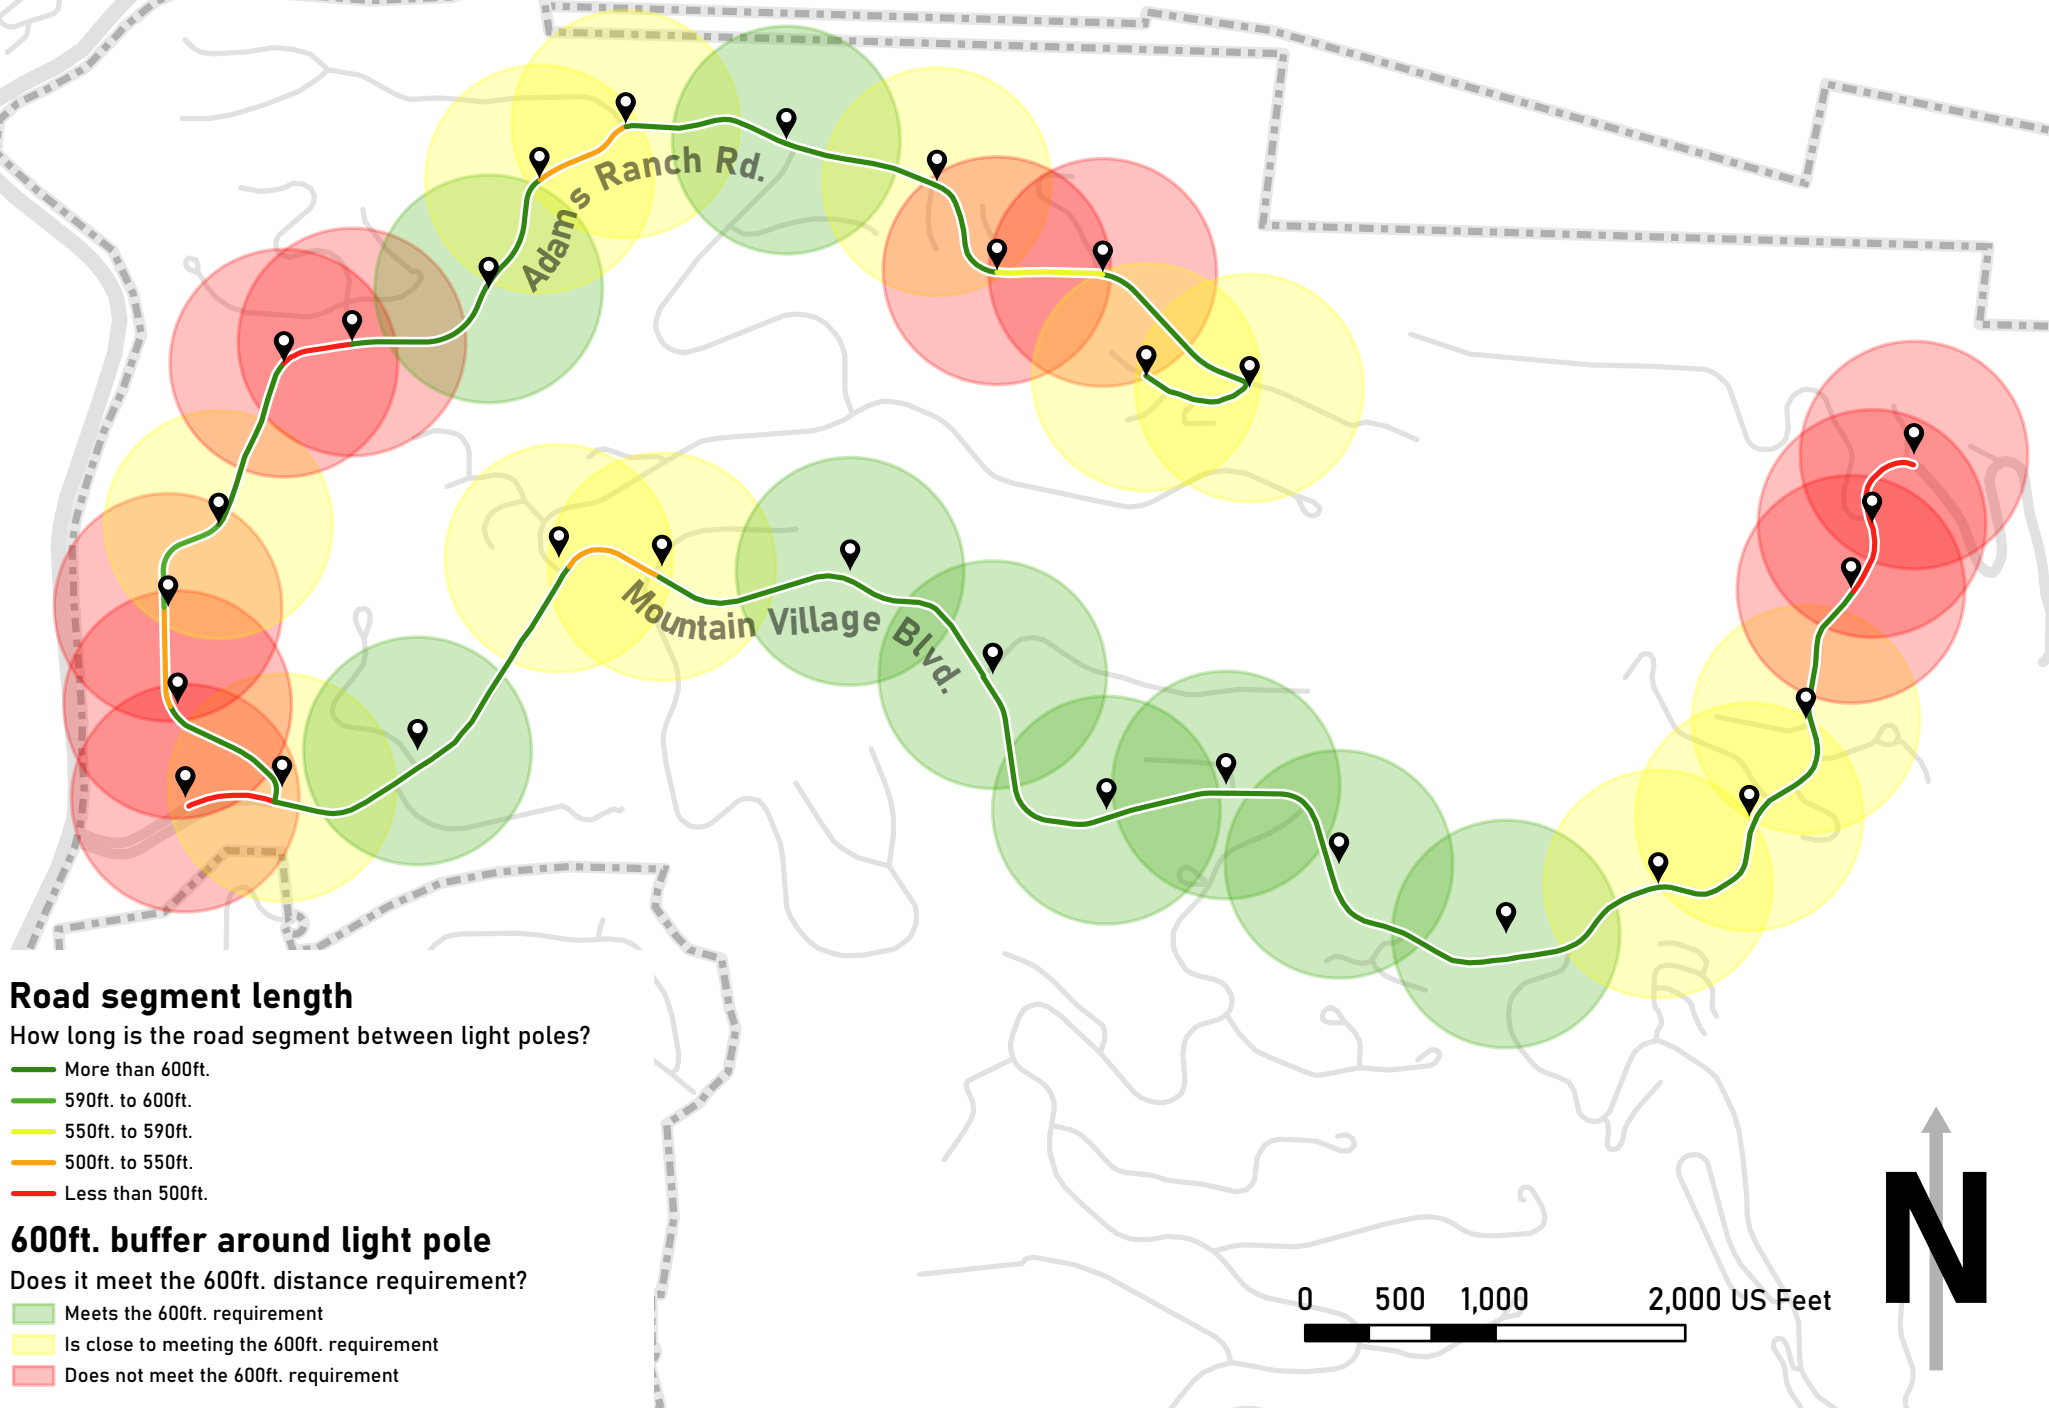 Adams Ranch Rd.
Mountain Village Blvd.
Road segment length
How long is the road segment between light poles?
More than 600ft.
590ft. to 600ft.
550ft. to 590ft.
500ft. to 550ft.
Less than 500ft.
600ft. buffer around light pole
Does it meet the 600ft. distance requirement?
Meets the 600ft. requirement
Is close to meeting the 600ft. requirement
Does not meet the 600ft. requirement
0 500 1,000 2,000 US Feet
N